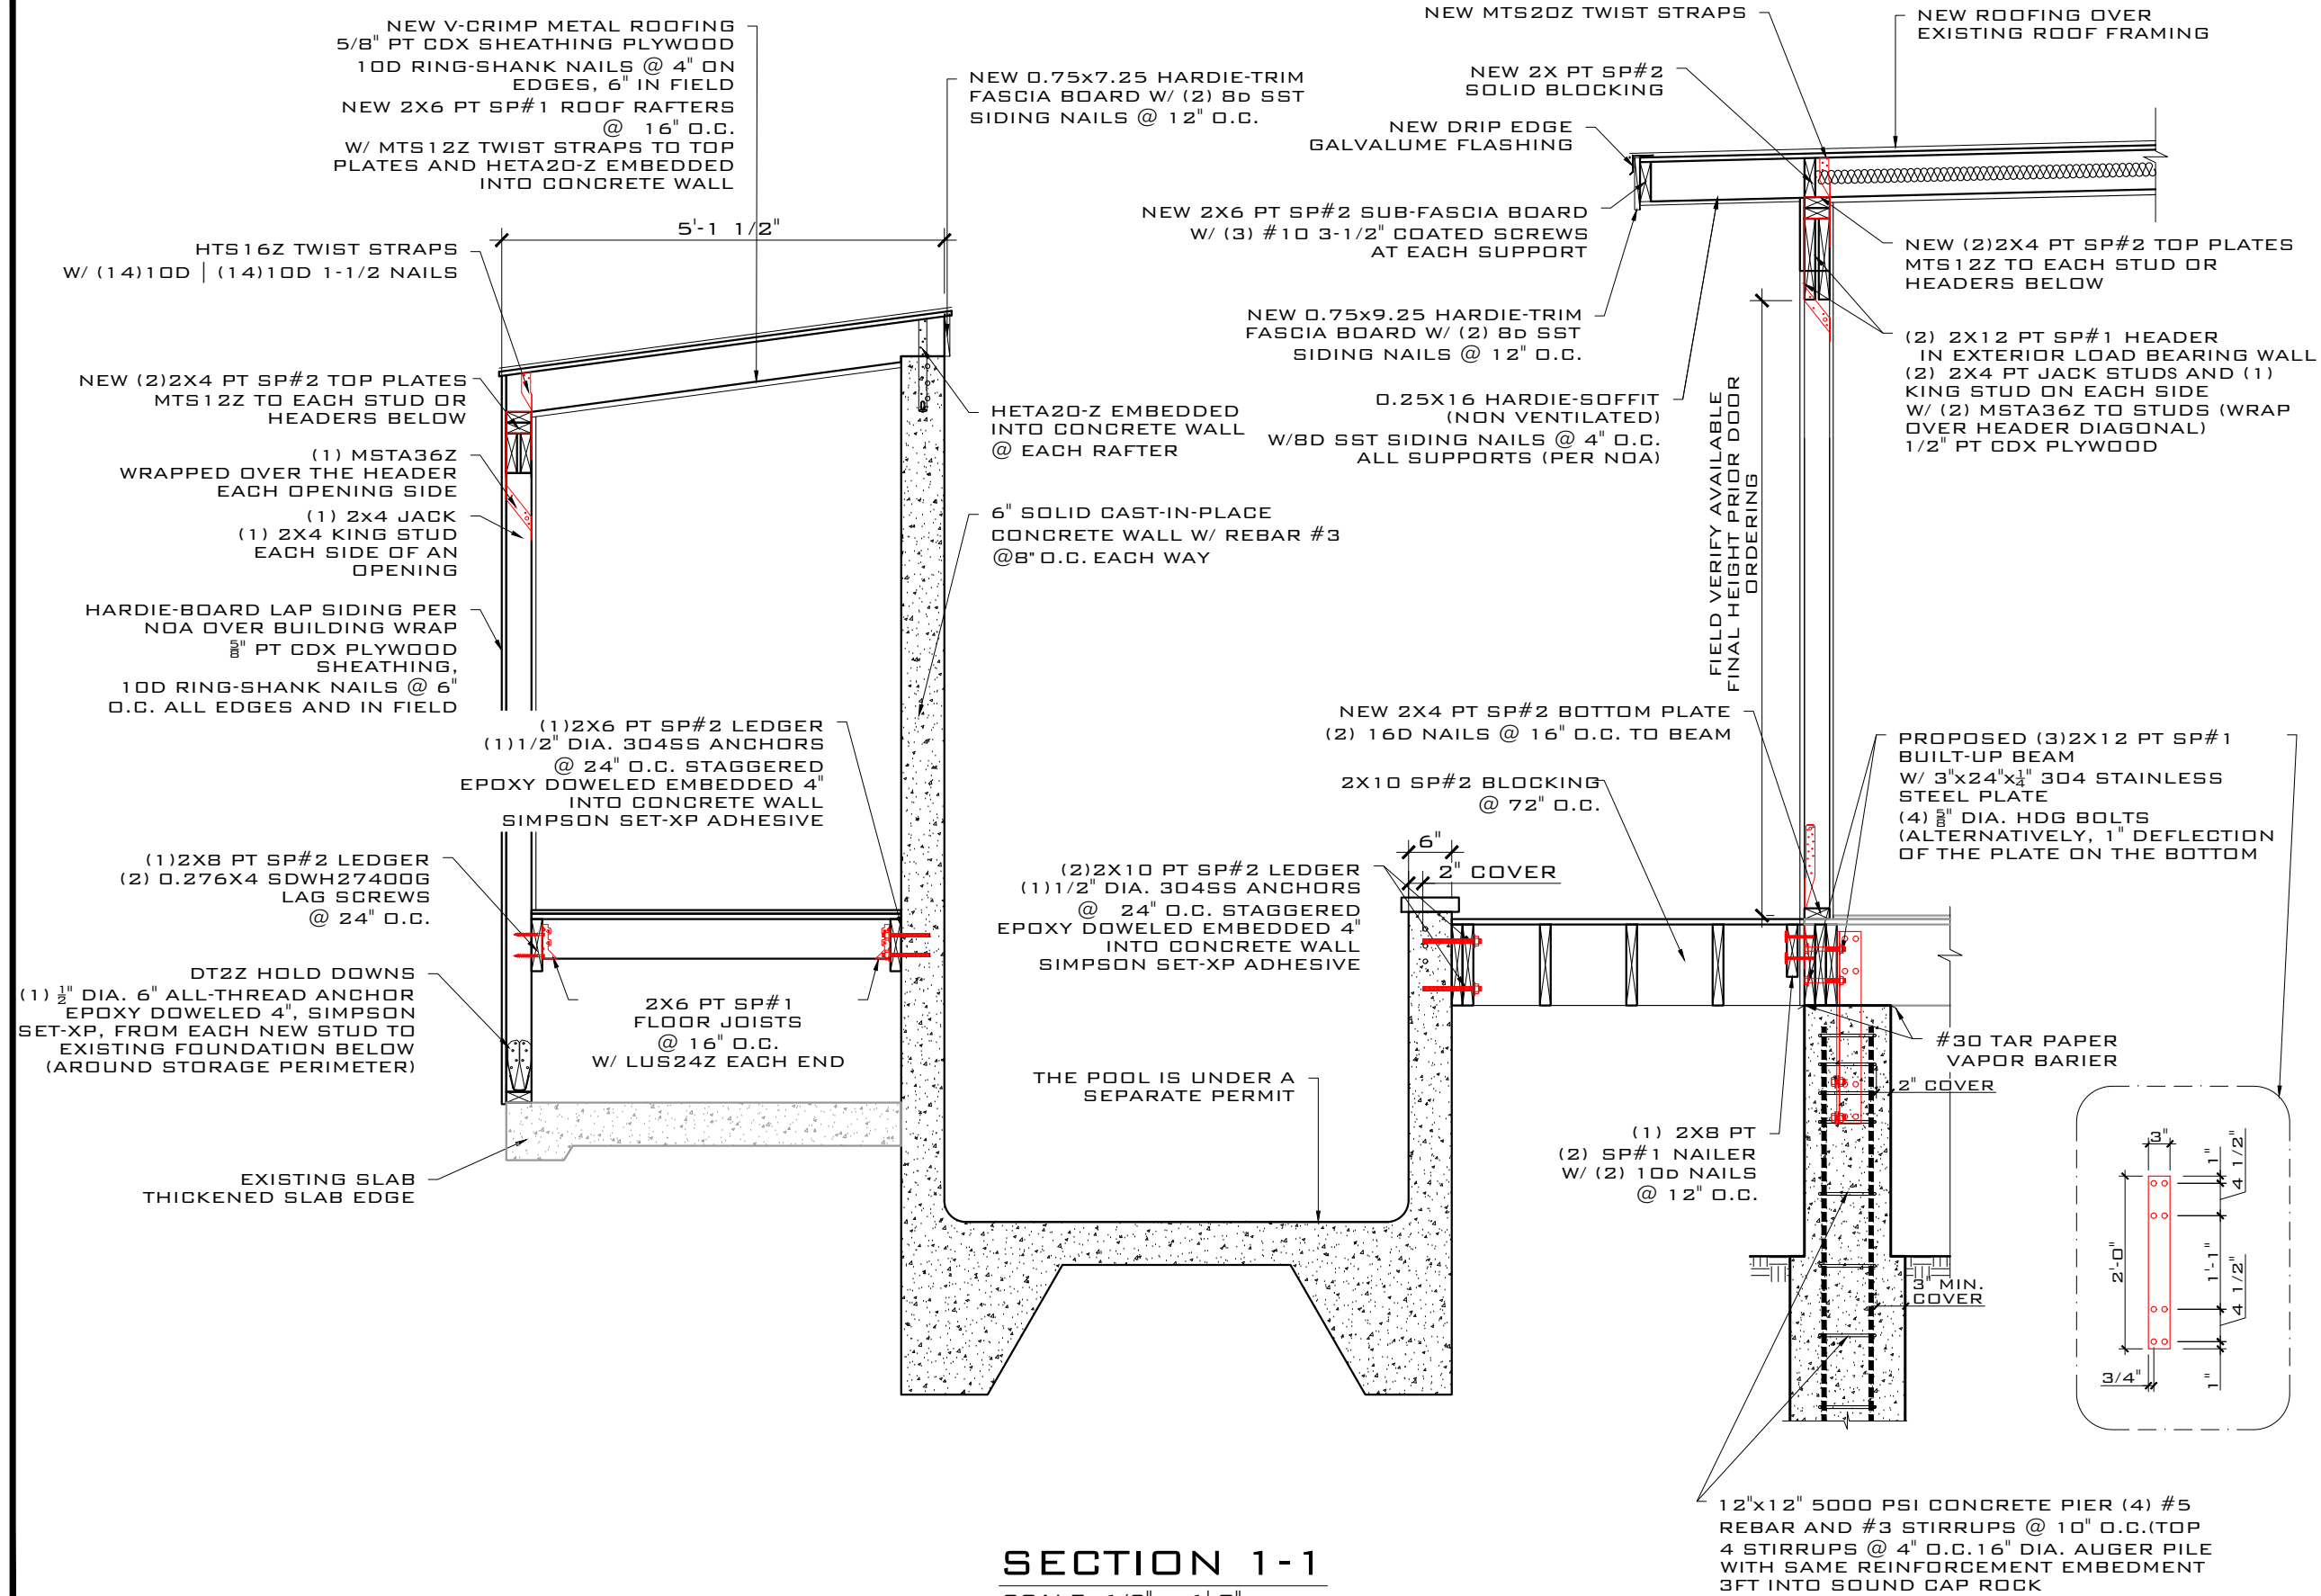 NEW V-CRIMP METAL ROOFING
5/8" PT CDX SHEATHING PLYWOOD
10D RING-SHANK NAILS @ 4" ON
EDGES, 6" IN FIELD
NEW 2X6 PT SP#1 ROOF RAFTERS
@ 16" O.C.
W/ MTS12Z TWIST STRAPS TO TOP
PLATES AND HETA20-Z EMBEDDED
INTO CONCRETE WALL
NEW 0.75x7.25 HARDIE-TRIM
FASCIA BOARD W/ (2) 8D SST
SIDING NAILS @ 12" O.C.
NEW MTS20Z TWIST STRAPS
NEW ROOFING OVER
EXISTING ROOF FRAMING
NEW 2X PT SP#2
SOLID BLOCKING
NEW DRIP EDGE
GALVALUME FLASHING
NEW 2X6 PT SP#2 SUB-FASCIA BOARD
W/ (3) #10 3-1/2" COATED SCREWS
AT EACH SUPPORT
5'-1 1/2"
HTS16Z TWIST STRAPS
W/ (14)10D | (14)10D 1-1/2 NAILS
NEW (2)2X4 PT SP#2 TOP PLATES
MTS12Z TO EACH STUD OR
HEADERS BELOW
NEW 0.75x9.25 HARDIE-TRIM
FASCIA BOARD W/ (2) 8D SST
SIDING NAILS @ 12" O.C.
(2) 2X12 PT SP#1 HEADER
IN EXTERIOR LOAD BEARING WALL
(2) 2X4 PT JACK STUDS AND (1)
KING STUD ON EACH SIDE
W/ (2) MSTA36Z TO STUDS (WRAP
OVER HEADER DIAGONAL)
1/2" PT CDX PLYWOOD
NEW (2)2X4 PT SP#2 TOP PLATES
MTS12Z TO EACH STUD OR
HEADERS BELOW
HETA20-Z EMBEDDED
INTO CONCRETE WALL
@ EACH RAFTER
0.25X16 HARDIE-SOFFIT
(NON VENTILATED)
W/8D SST SIDING NAILS @ 4" O.C.
ALL SUPPORTS (PER NOA)
(1) MSTA36Z
WRAPPED OVER THE HEADER
EACH OPENING SIDE
(1) 2x4 JACK
(1) 2X4 KING STUD
EACH SIDE OF AN
OPENING
6" SOLID CAST-IN-PLACE
CONCRETE WALL W/ REBAR #3
@8" O.C. EACH WAY
FIELD VERIFY AVAILABLE
FINAL HEIGHT PRIOR DOOR
ORDERING
HARDIE-BOARD LAP SIDING PER
NOA OVER BUILDING WRAP
5/8" PT CDX PLYWOOD
SHEATHING,
10D RING-SHANK NAILS @ 6"
O.C. ALL EDGES AND IN FIELD
(1)2X6 PT SP#2 LEDGER
(1)1/2" DIA. 304SS ANCHORS
@ 24" O.C. STAGGERED
EPOXY DOWELED EMBEDDED 4"
INTO CONCRETE WALL
SIMPSON SET-XP ADHESIVE
NEW 2X4 PT SP#2 BOTTOM PLATE
(2) 16D NAILS @ 16" O.C. TO BEAM
2X10 SP#2 BLOCKING
@ 72" O.C.
PROPOSED (3)2X12 PT SP#1
BUILT-UP BEAM
W/ 3"x24"x1/4" 304 STAINLESS
STEEL PLATE
(4) 5/8" DIA. HDG BOLTS
(ALTERNATIVELY, 1" DEFLECTION
OF THE PLATE ON THE BOTTOM
6"
2" COVER
(1)2X8 PT SP#2 LEDGER
(2) 0.276X4 SDWH27400G
LAG SCREWS
@ 24" O.C.
(2)2X10 PT SP#2 LEDGER
(1)1/2" DIA. 304SS ANCHORS
@ 24" O.C. STAGGERED
EPOXY DOWELED EMBEDDED 4"
INTO CONCRETE WALL
SIMPSON SET-XP ADHESIVE
DT2Z HOLD DOWNS
(1) 1/2" DIA. 6" ALL-THREAD ANCHOR
EPOXY DOWELED 4", SIMPSON
SET-XP, FROM EACH NEW STUD TO
EXISTING FOUNDATION BELOW
(AROUND STORAGE PERIMETER)
2X6 PT SP#1
FLOOR JOISTS
@ 16" O.C.
W/ LUS24Z EACH END
#30 TAR PAPER
VAPOR BARIER
2" COVER
THE POOL IS UNDER A
SEPARATE PERMIT
(1) 2X8 PT
(2) SP#1 NAILER
W/ (2) 10D NAILS
@ 12" O.C.
EXISTING SLAB
THICKENED SLAB EDGE
3" MIN.
COVER
3"
1"
4 1/2"
2'-0"
1'-1"
4 1/2"
3/4"
1"
12"x12" 5000 PSI CONCRETE PIER (4) #5
REBAR AND #3 STIRRUPS @ 10" O.C.(TOP
4 STIRRUPS @ 4" O.C.16" DIA. AUGER PILE
WITH SAME REINFORCEMENT EMBEDMENT
3FT INTO SOUND CAP ROCK
SECTION 1-1